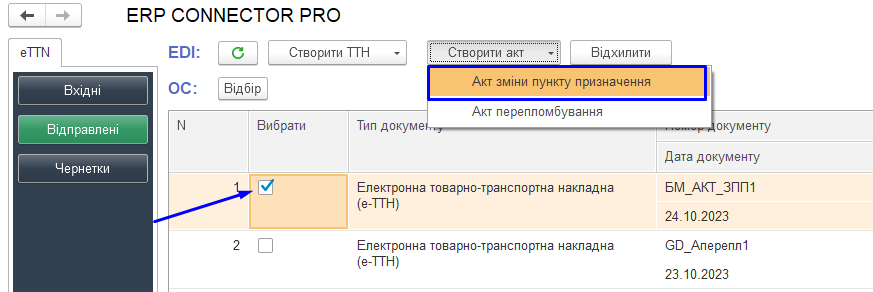 ERP CONNECTOR PRO
eTTN
EDI:
Створити ТТН
Створити акт
Відхилити
Акт зміни пункту призначення
Акт перепломбування
ОС:
Відбір
Вхідні
Відправлені
Чернетки
N
Вибрати
Тип документу
Номер документу
Дата документу
1
Електронна товарно-транспортна накладна
(е-ТТН)
БМ_АКТ_ЗПП1
24.10.2023
2
Електронна товарно-транспортна накладна
(е-ТТН)
GD_Аперепл1
23.10.2023